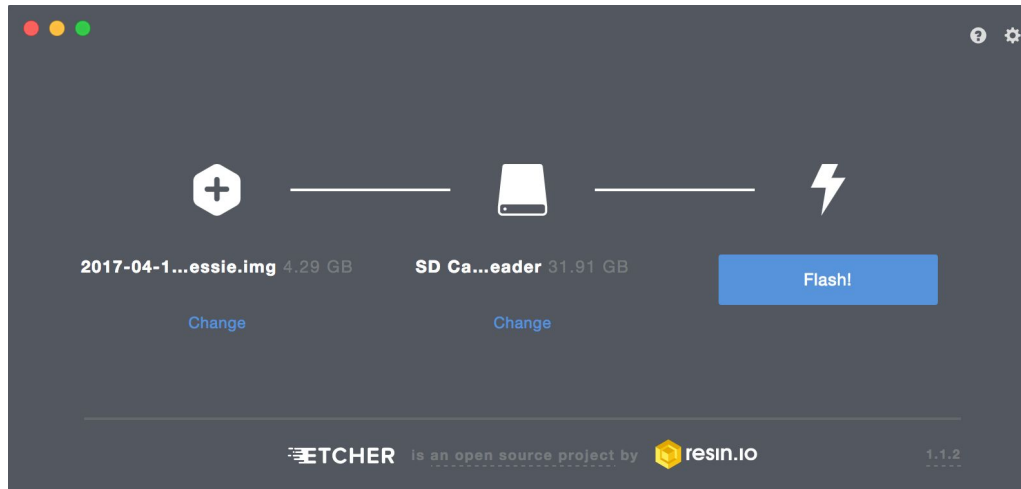 2017-04-1...essie.img 4.29 GB
SD Ca...eader 31.91 GB
Flash!
Change
Change
ETCHER is an open source project by resin.io
1.1.2